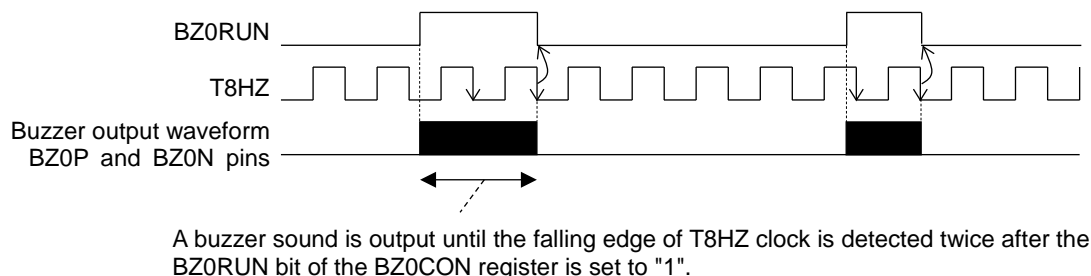 BZ0RUN
T8HZ
Buzzer output waveform
BZ0P and BZ0N pins
A buzzer sound is output until the falling edge of T8HZ clock is detected twice after the
BZ0RUN bit of the BZ0CON register is set to "1".